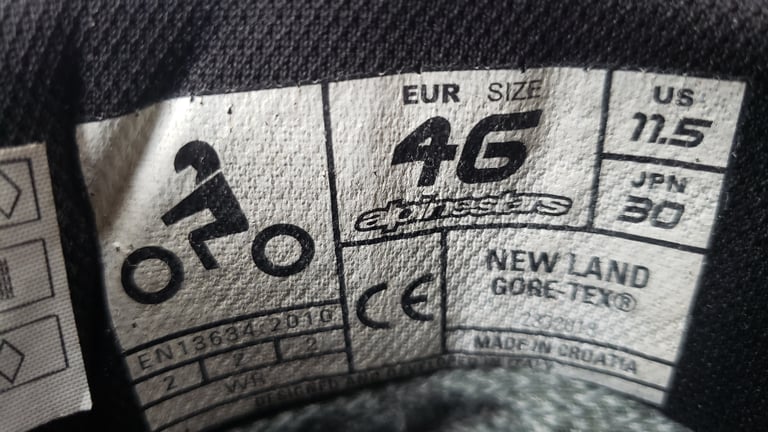 EUR SIZE
46
alpinestars
US
11.5
JPN
30
CE
NEW LAND
GORE-TEX®
MADE IN CROATIA
EN13634:2010
2 2 2
2 WR